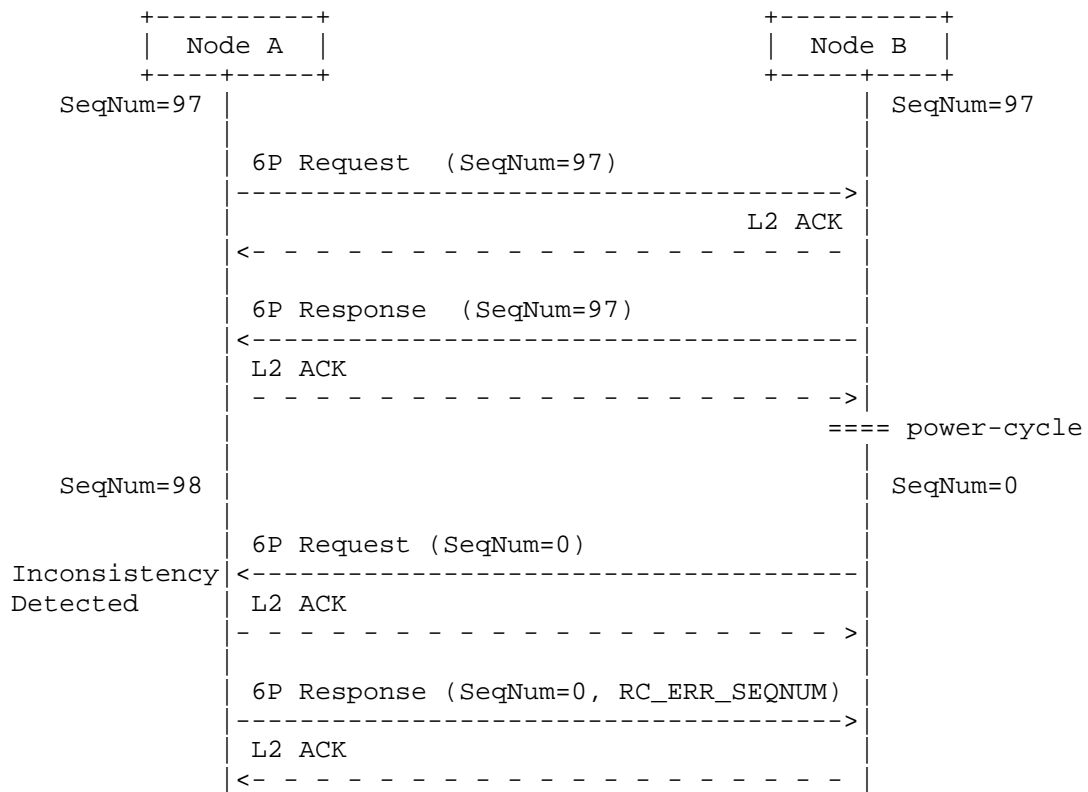 Node A Node B
SeqNum=97 SeqNum=97
6P Request (SeqNum=97)
L2 ACK
6P Response (SeqNum=97)
L2 ACK
==== power-cycle
SeqNum=98 SeqNum=0
6P Request (SeqNum=0)
Inconsistency
Detected L2 ACK
6P Response (SeqNum=0, RC_ERR_SEQNUM)
L2 ACK